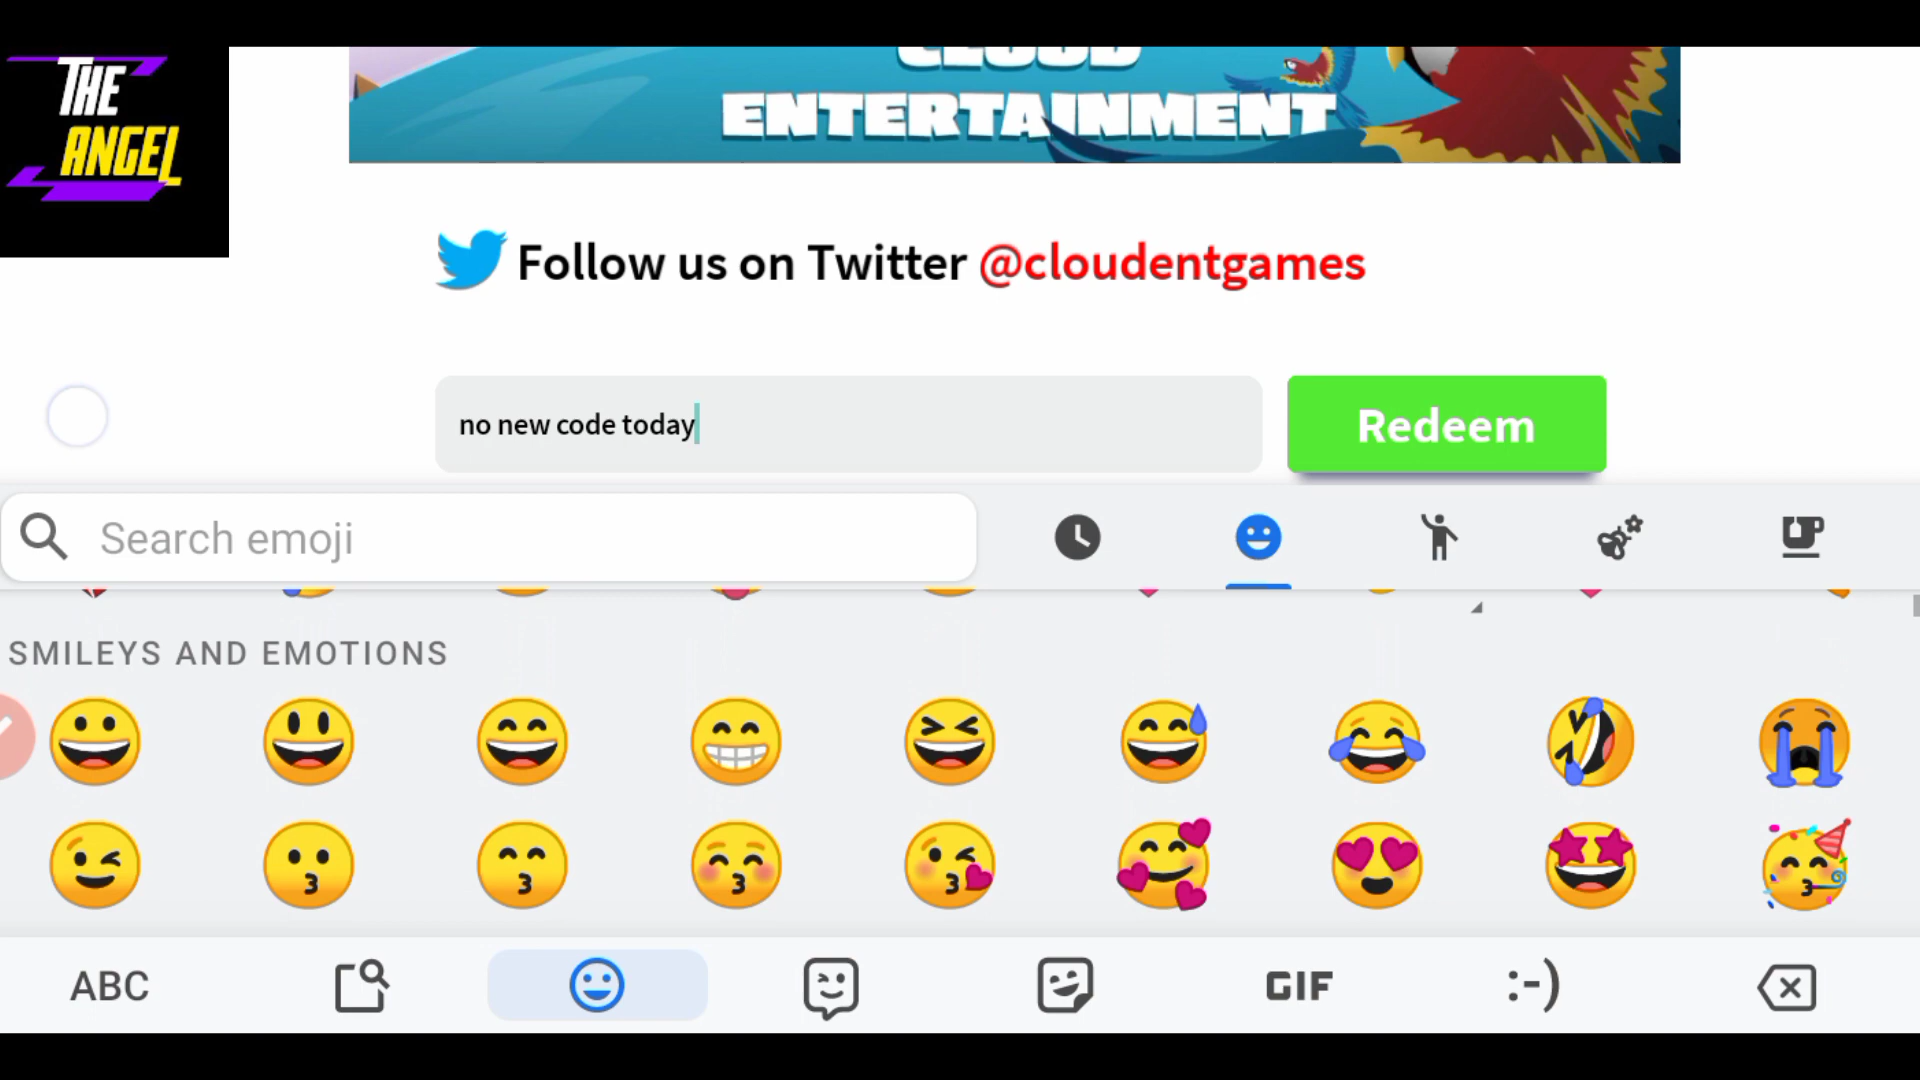 THE
ANGEL
CLOUD
ENTERTAINMENT
Follow us on Twitter @cloudentgames
no new code today
Redeem
Search emoji
SMILEYS AND EMOTIONS
ABC
GIF
:-)